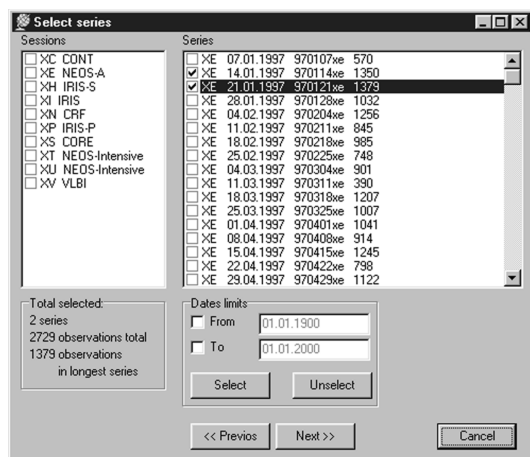 Select series
Sessions
XC CONT
XE NEOS-A
XH IRIS-S
XI IRIS
XN CRF
XP IRIS-P
XS CORE
XT NEOS-Intensive
XU NEOS-Intensive
XV VLBI
Series
XE 07.01.1997 970107xe 570
XE 14.01.1997 970114xe 1350
XE 21.01.1997 970121xe 1379
XE 28.01.1997 970128xe 1032
XE 04.02.1997 970204xe 1256
XE 11.02.1997 970211xe 845
XE 18.02.1997 970218xe 985
XE 25.02.1997 970225xe 748
XE 04.03.1997 970304xe 901
XE 11.03.1997 970311xe 390
XE 18.03.1997 970318xe 1207
XE 25.03.1997 970325xe 1007
XE 01.04.1997 970401xe 1041
XE 08.04.1997 970408xe 914
XE 15.04.1997 970415xe 1245
XE 22.04.1997 970422xe 798
XE 29.04.1997 970429xe 1122
Total selected:
2 series
2729 observations total
1379 observations
in longest series
Dates limits
From 01.01.1900
To 01.01.2000
Select Unselect
<< Previos Next >> Cancel